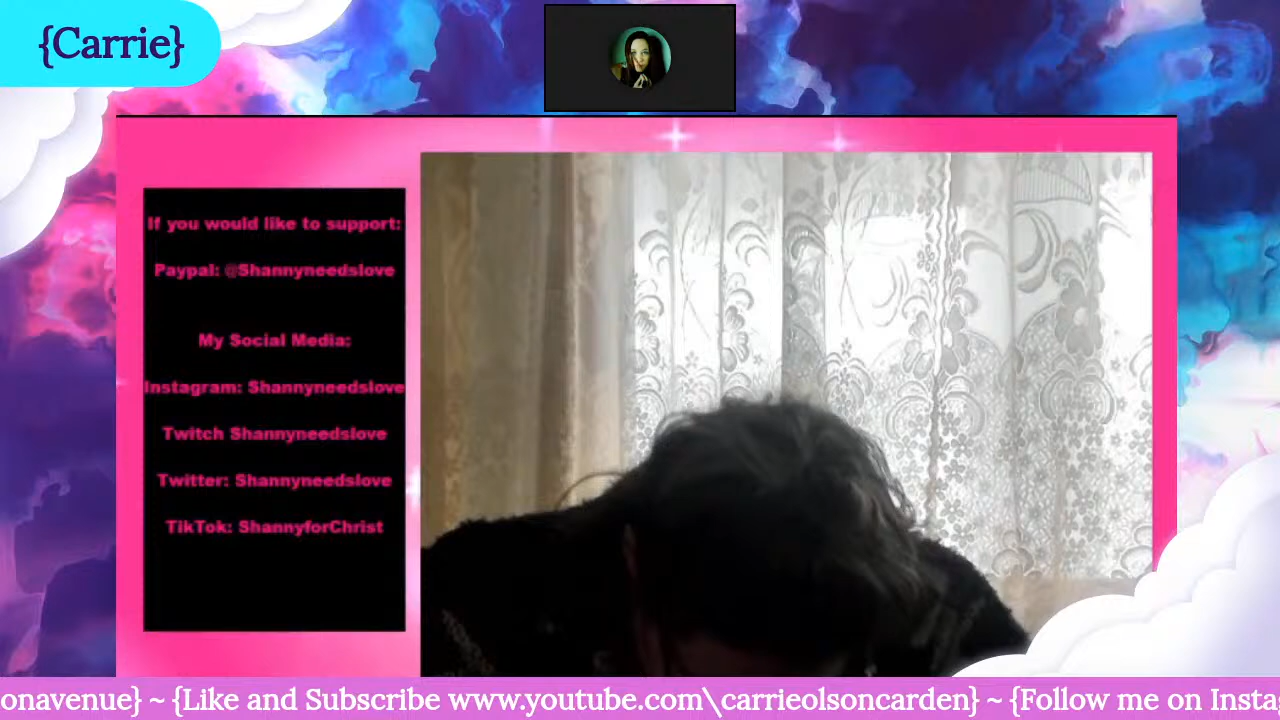 {Carrie}
If you would like to support:
Paypal: @Shannyneedslove
My Social Media:
Instagram: Shannyneedslove
Twitch Shannyneedslove
Twitter: Shannyneedslove
TikTok: ShannyforChrist
onavenue} ~ {Like and Subscribe www.youtube.com\carrieolsoncarden} ~ {Follow me on Insta